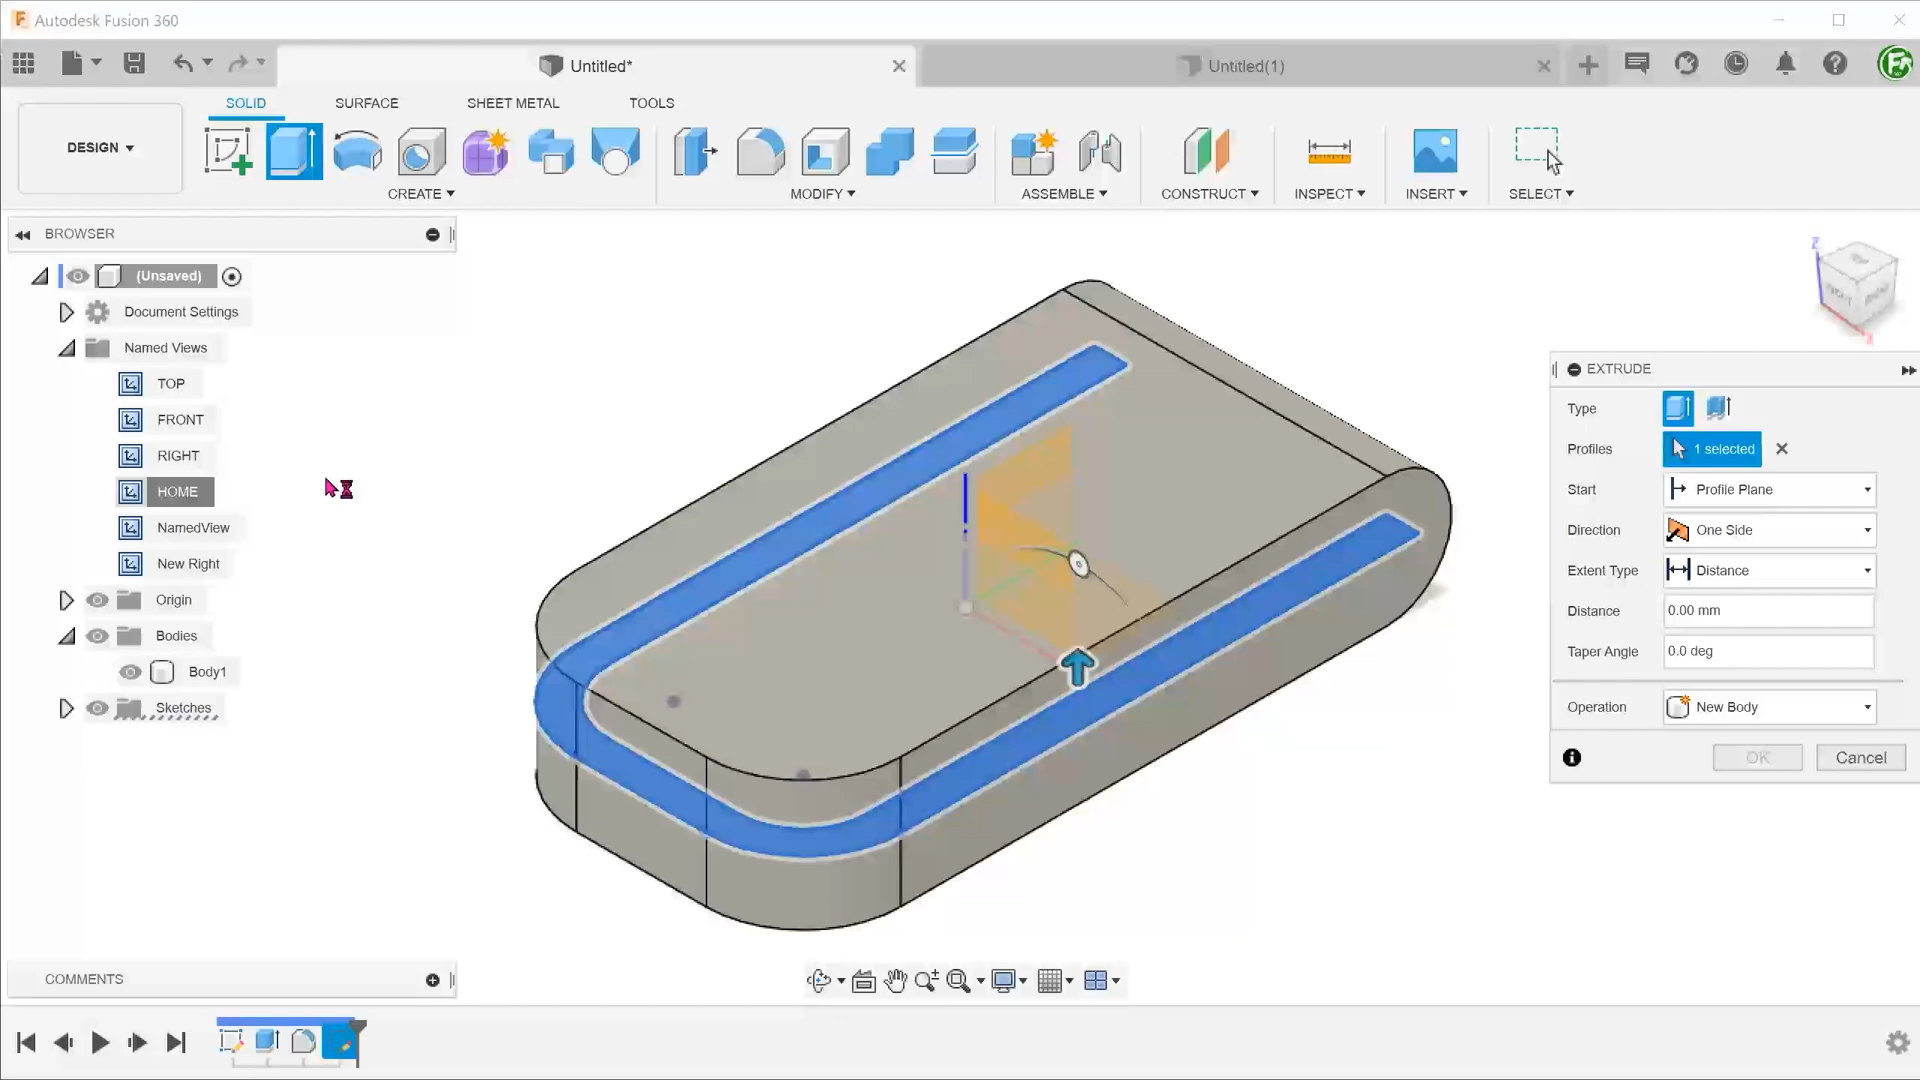 Autodesk Fusion 360
Untitled*
Untitled(1)
SOLID
SURFACE
SHEET METAL
TOOLS
DESIGN
CREATE
MODIFY
ASSEMBLE
CONSTRUCT
INSPECT
INSERT
SELECT
BROWSER
(Unsaved)
Document Settings
Named Views
TOP
FRONT
RIGHT
HOME
NamedView
New Right
Origin
Bodies
Body1
Sketches
Z
X
EXTRUDE
Type
Profiles
1 selected
Start
Profile Plane
Direction
One Side
Extent Type
Distance
Distance
0.00 mm
Taper Angle
0.0 deg
Operation
New Body
OK
Cancel
COMMENTS